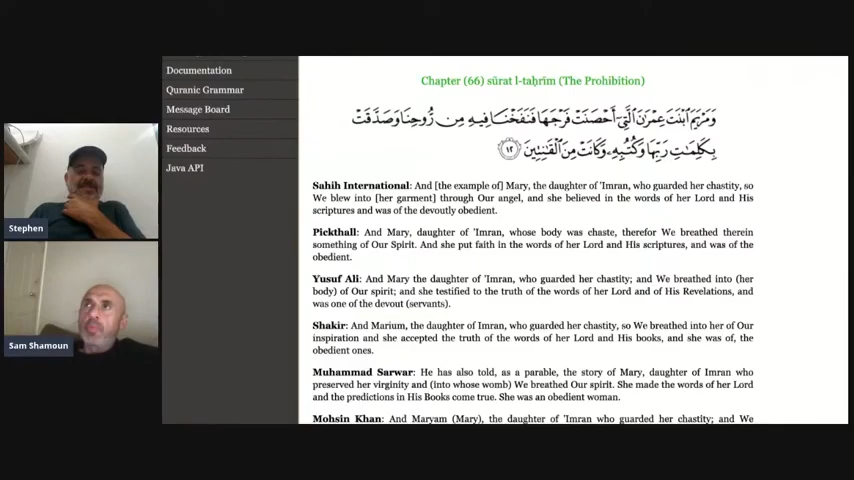 Documentation
Quranic Grammar
Message Board
Resources
Feedback
Java API
Stephen
Sam Shamoun
Chapter (66) sūrat l-taḥrīm (The Prohibition)
وَمَرْيَمَ ابْنَتَ عِمْرَانَ الَّتِي أَحْصَنَتْ فَرْجَهَا فَنَفَخْنَا فِيهِ مِن رُّوحِنَا وَصَدَّقَتْ
بِكَلِمَاتِ رَبِّهَا وَكُتُبِهِ وَكَانَتْ مِنَ الْقَانِتِينَ ١٢
Sahih International: And [the example of] Mary, the daughter of 'Imran, who guarded her chastity, so
We blew into [her garment] through Our angel, and she believed in the words of her Lord and His
scriptures and was of the devoutly obedient.
Pickthall: And Mary, daughter of 'Imran, whose body was chaste, therefor We breathed therein
something of Our Spirit. And she put faith in the words of her Lord and His scriptures, and was of the
obedient.
Yusuf Ali: And Mary the daughter of 'Imran, who guarded her chastity; and We breathed into (her
body) of Our spirit; and she testified to the truth of the words of her Lord and of His Revelations, and
was one of the devout (servants).
Shakir: And Marium, the daughter of Imran, who guarded her chastity, so We breathed into her of Our
inspiration and she accepted the truth of the words of her Lord and His books, and she was of, the
obedient ones.
Muhammad Sarwar: He has also told, as a parable, the story of Mary, daughter of Imran who
preserved her virginity and (into whose womb) We breathed Our spirit. She made the words of her Lord
and the predictions in His Books come true. She was an obedient woman.
Mohsin Khan: And Maryam (Mary), the daughter of 'Imran who guarded her chastity; and We